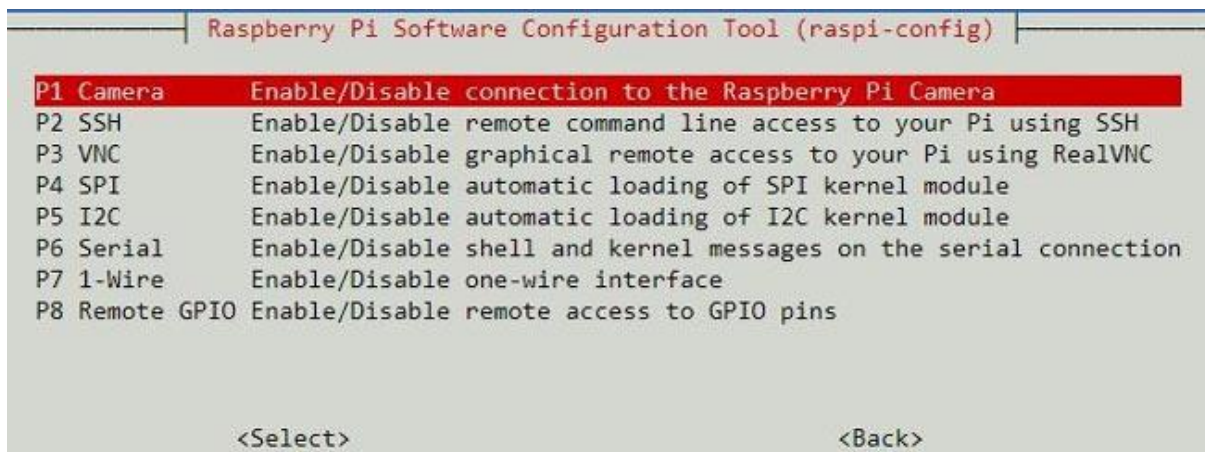 Raspberry Pi Software Configuration Tool (raspi-config)
P1 Camera Enable/Disable connection to the Raspberry Pi Camera
P2 SSH Enable/Disable remote command line access to your Pi using SSH
P3 VNC Enable/Disable graphical remote access to your Pi using RealVNC
P4 SPI Enable/Disable automatic loading of SPI kernel module
P5 I2C Enable/Disable automatic loading of I2C kernel module
P6 Serial Enable/Disable shell and kernel messages on the serial connection
P7 1-Wire Enable/Disable one-wire interface
P8 Remote GPIO Enable/Disable remote access to GPIO pins
<Select> <Back>